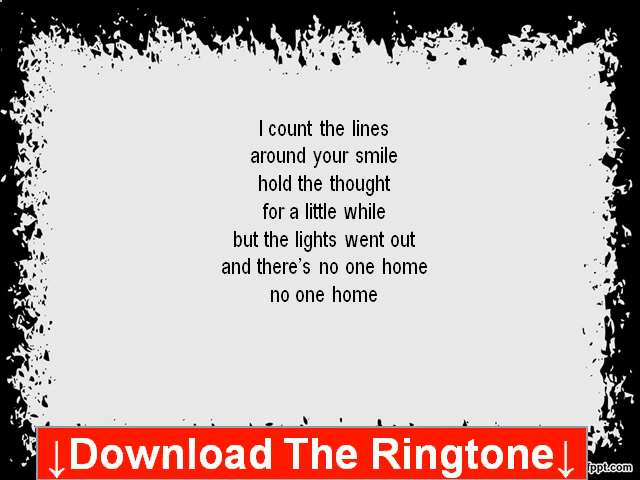 I count the lines
around your smile
hold the thought
for a little while
but the lights went out
and there's no one home
no one home
↓Download The Ringtone↓
fppt.com